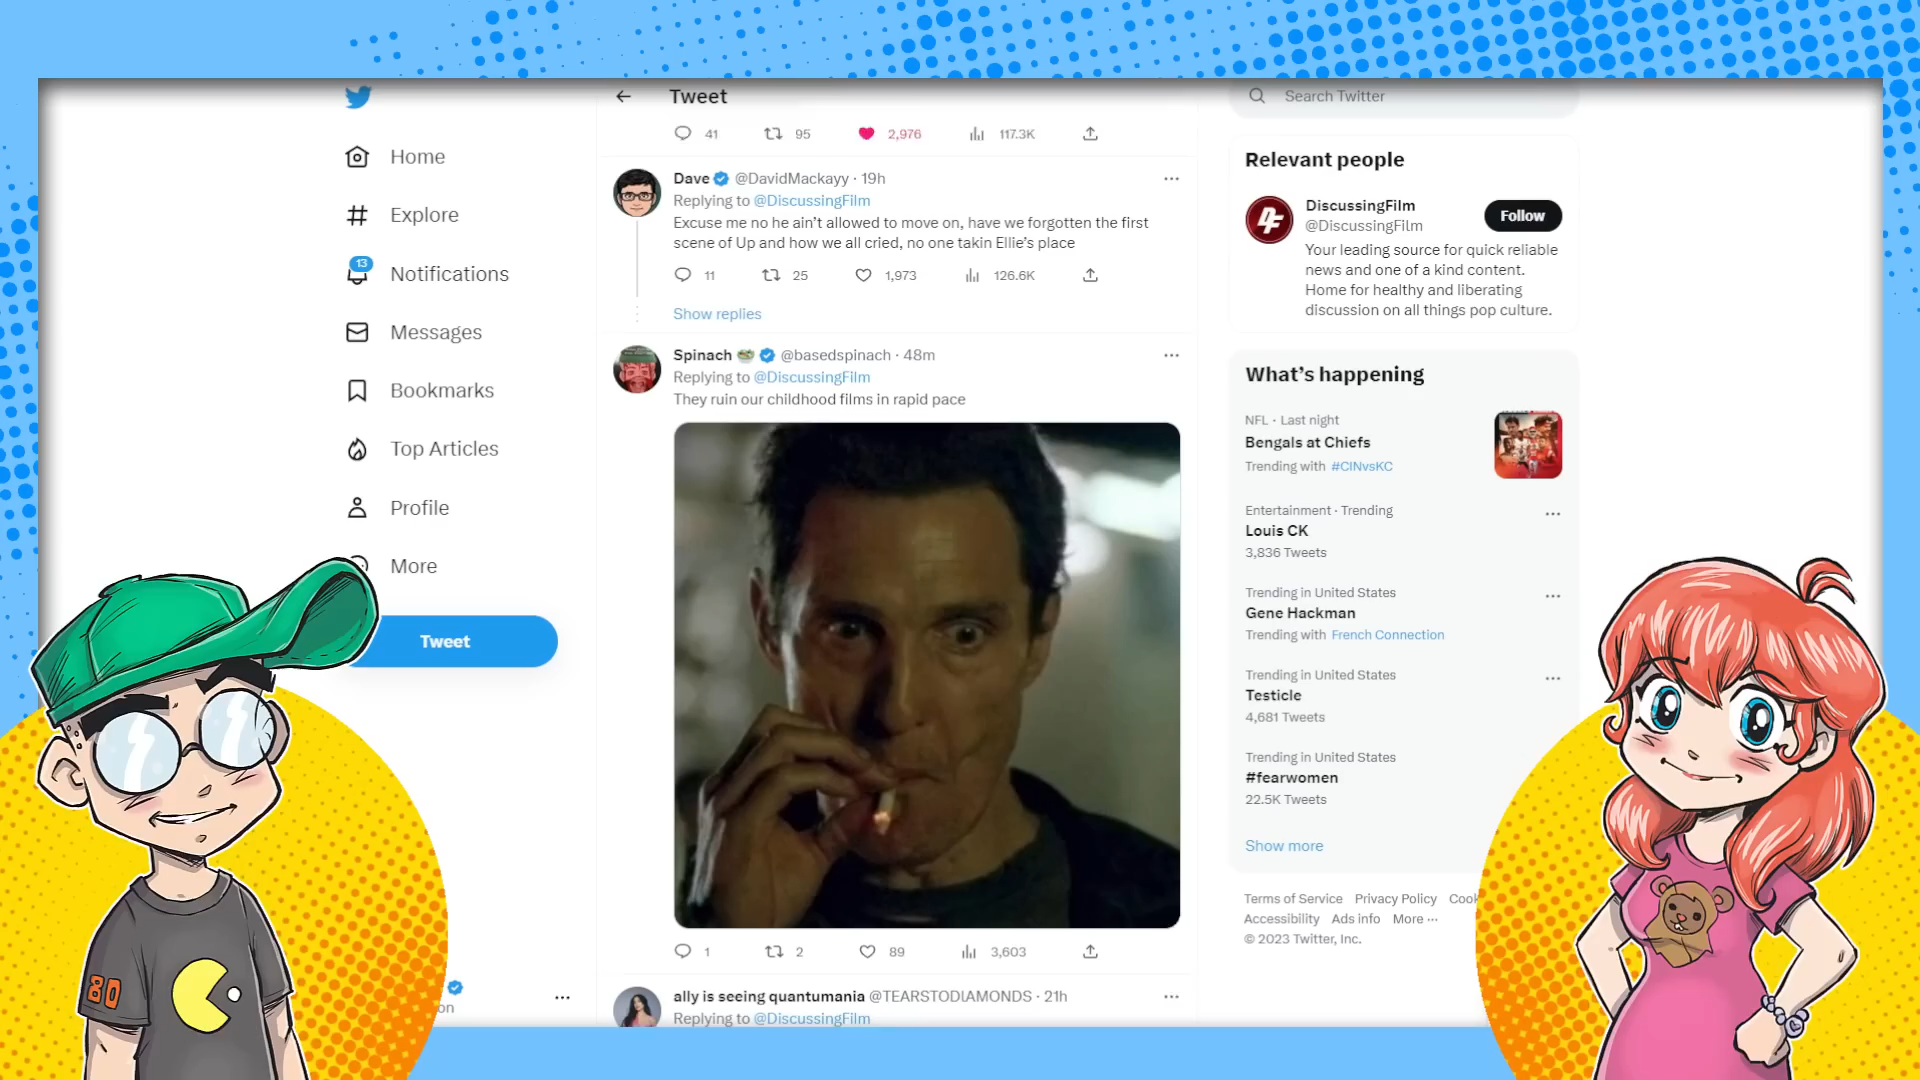 Tweet
Search Twitter
41 95 2,976 117.3K
Home
Explore
13
Notifications
Messages
Bookmarks
Top Articles
Profile
More
Tweet
Dave @DavidMackayy · 19h
Replying to @DiscussingFilm
Excuse me no he ain’t allowed to move on, have we forgotten the first
scene of Up and how we all cried, no one takin Ellie’s place
11 25 1,973 126.6K
Show replies
Spinach @basedspinach · 48m
Replying to @DiscussingFilm
They ruin our childhood films in rapid pace
1 2 89 3,603
ally is seeing quantumania @TEARSTODIAMONDS · 21h
Replying to @DiscussingFilm
Relevant people
DiscussingFilm
@DiscussingFilm
Follow
Your leading source for quick reliable
news and one of a kind content.
Home for healthy and liberating
discussion on all things pop culture.
What’s happening
NFL · Last night
Bengals at Chiefs
Trending with #CINvsKC
Entertainment · Trending
Louis CK
3,836 Tweets
Trending in United States
Gene Hackman
Trending with French Connection
Trending in United States
Testicle
4,681 Tweets
Trending in United States
#fearwomen
22.5K Tweets
Show more
Terms of Service Privacy Policy Cook
Accessibility Ads info More ···
© 2023 Twitter, Inc.
80
on